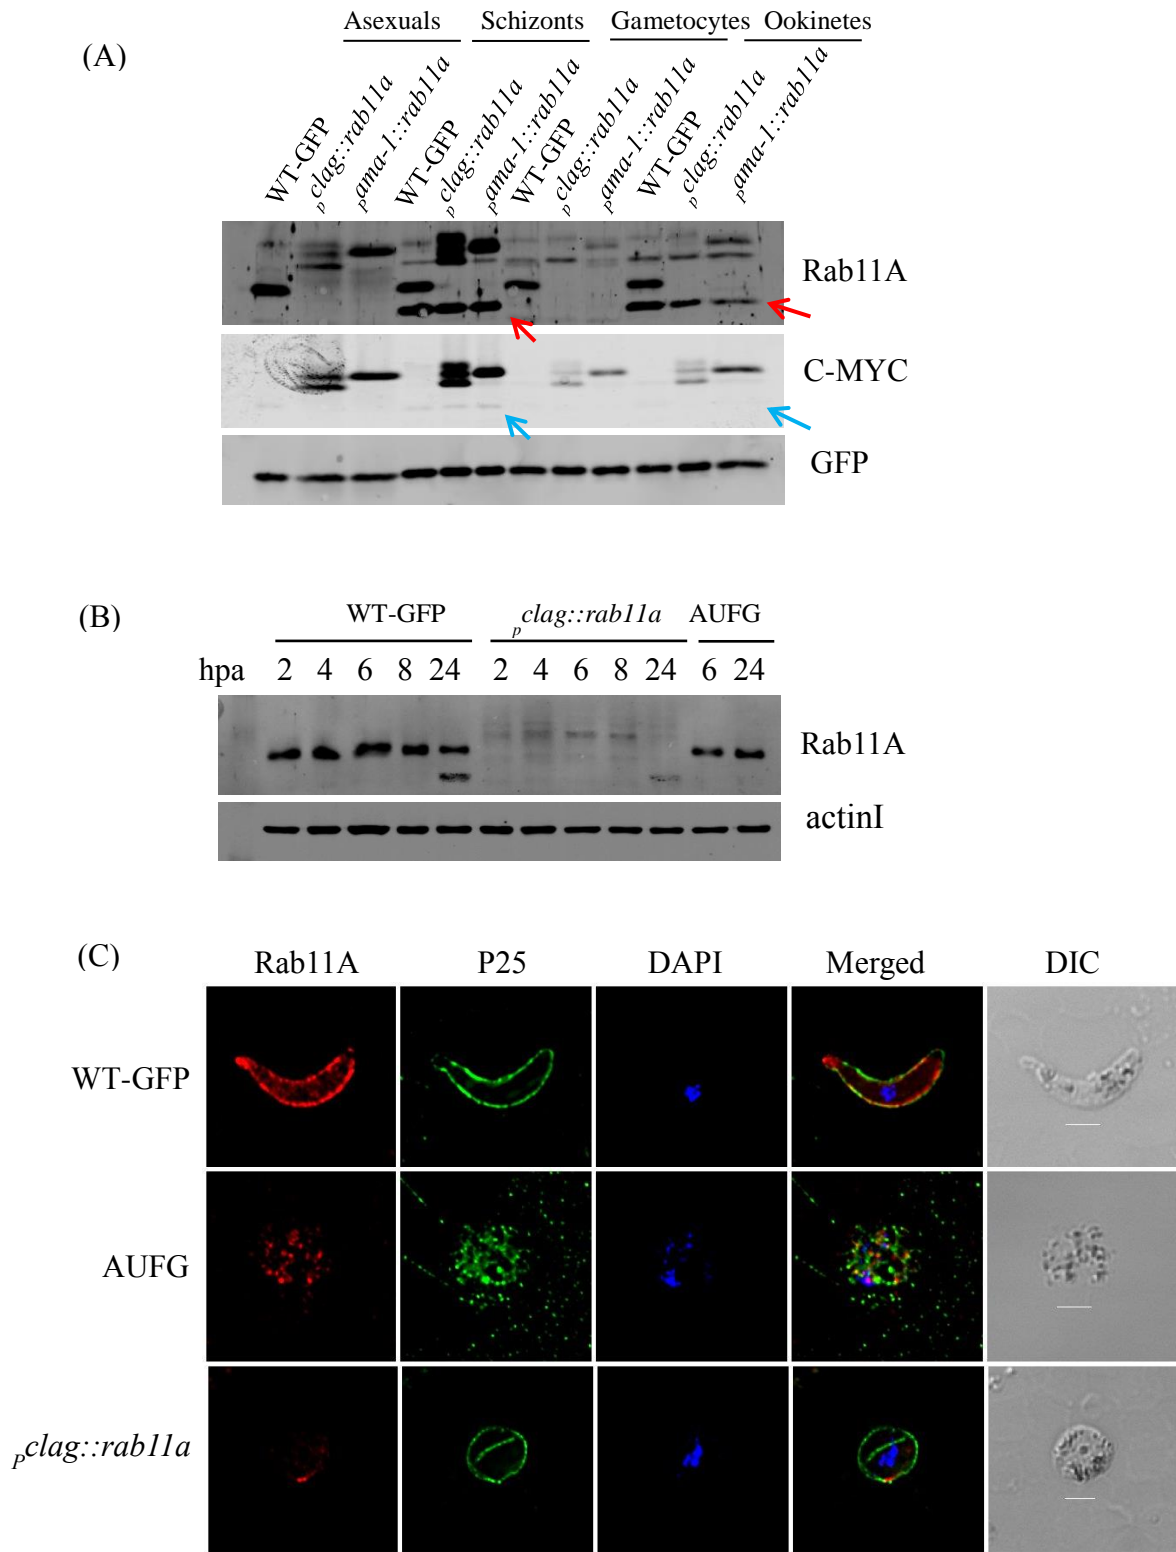 Asexuals Schizonts Gametocytes Ookinetes
(A)
WT-GFP pclag::rab11a pama-1::rab11a WT-GFP pclag::rab11a pama-1::rab11a WT-GFP pclag::rab11a pama-1::rab11a WT-GFP pclag::rab11a pama-1::rab11a
Rab11A
C-MYC
GFP
(B)
WT-GFP pclag::rab11a AUFG
hpa 2 4 6 8 24 2 4 6 8 24 6 24
Rab11A
actinI
(C)
Rab11A P25 DAPI Merged DIC
WT-GFP
AUFG
Pclag::rab11a